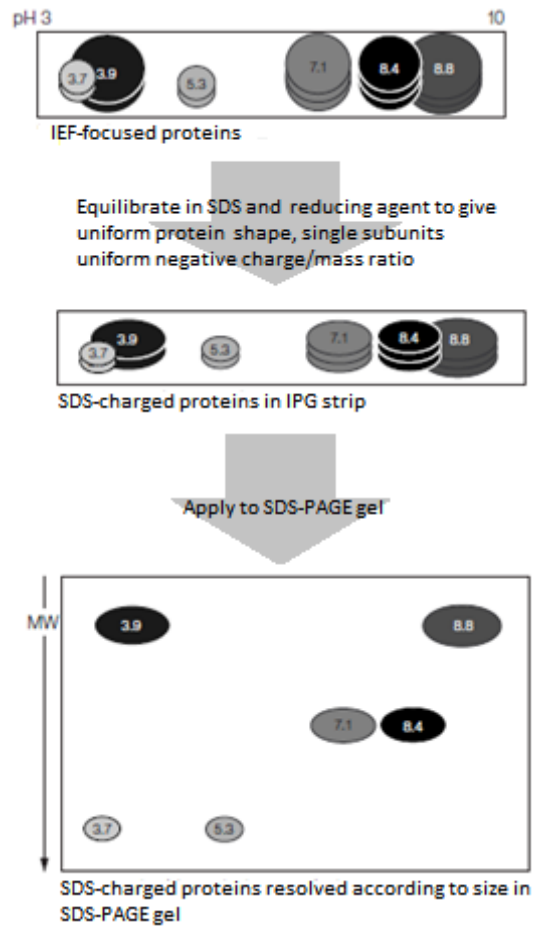 pH 3 10
3.7 3.9 5.3 7.1 8.4 8.8
IEF-focused proteins
Equilibrate in SDS and reducing agent to give
uniform protein shape, single subunits
uniform negative charge/mass ratio
3.7 3.9 5.3 7.1 8.4 8.8
SDS-charged proteins in IPG strip
Apply to SDS-PAGE gel
MW
3.9 8.8
7.1 8.4
3.7 5.3
SDS-charged proteins resolved according to size in
SDS-PAGE gel